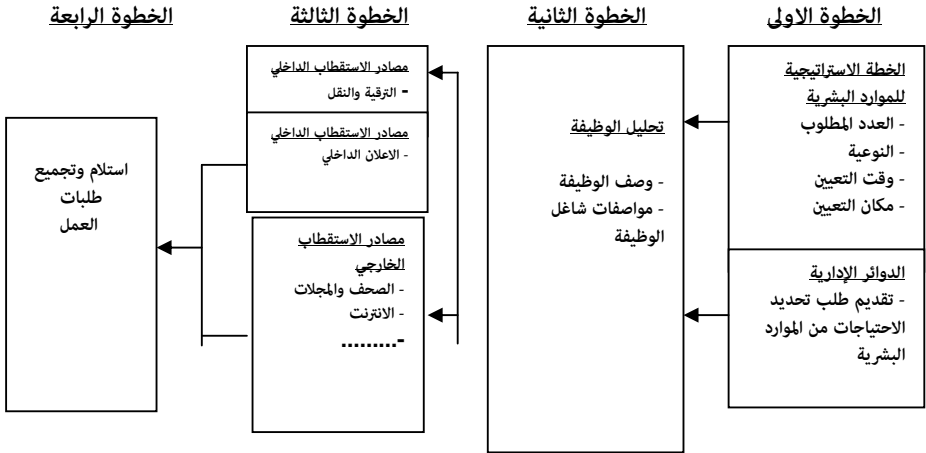 الخطوة الاولى
الخطة الاستراتيجية
للموارد البشرية
- العدد المطلوب
- النوعية
- وقت التعيين
- مكان التعيين
الدوائر الإدارية
- تقديم طلب تحديد
الاحتياجات من الموارد
البشرية
الخطوة الثانية
تحليل الوظيفة
- وصف الوظيفة
- مواصفات شاغل
الوظيفة
الخطوة الثالثة
مصادر الاستقطاب الداخلي
- الترقية والنقل
مصادر الاستقطاب الداخلي
- الاعلان الداخلي
مصادر الاستقطاب
الخارجي
- الصحف والمجلات
- الانترنت
-.........
الخطوة الرابعة
استلام وتجميع
طلبات
العمل